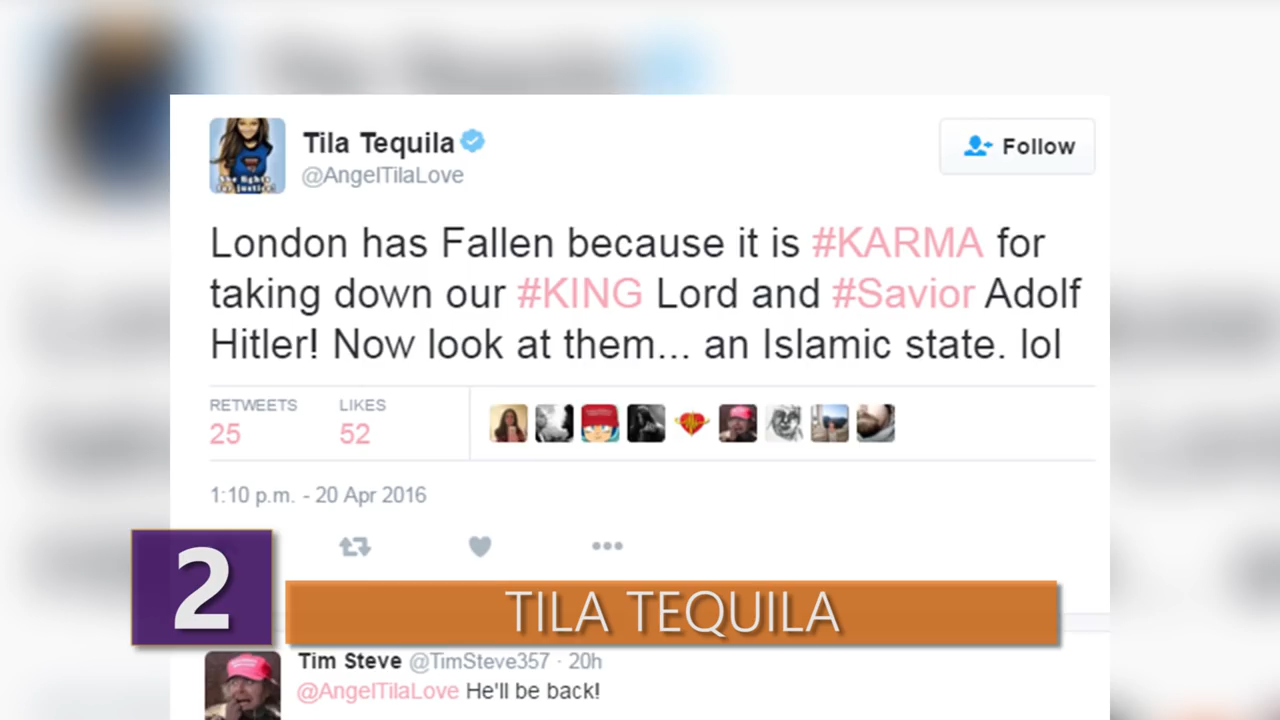 Tila Tequila
@AngelTilaLove
Follow
London has Fallen because it is #KARMA for
taking down our #KING Lord and #Savior Adolf
Hitler! Now look at them... an Islamic state. lol
RETWEETS LIKES
25 52
1:10 p.m. - 20 Apr 2016
2
TILA TEQUILA
Tim Steve @TimSteve357 · 20h
@AngelTilaLove He'll be back!